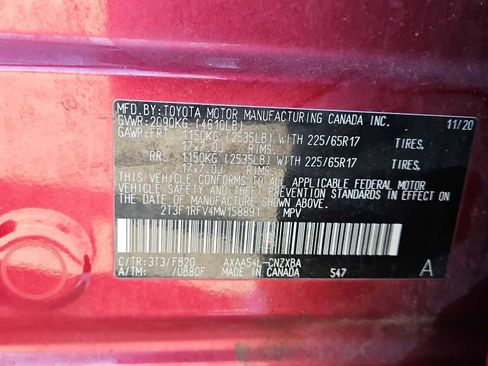 MFD.BY:TOYOTA MOTOR MANUFACTURING CANADA INC. 11/20
GVWR:2090KG (4610LB)
GAWR:FRT 1150KG (2535LB) WITH 225/65R17 TIRES.
17x7.0J RIMS.
RR 1150KG (2535LB) WITH 225/65R17 TIRES.
17x7.0J RIMS.
THIS VEHICLE CONFORMS TO ALL APPLICABLE FEDERAL MOTOR
VEHICLE SAFETY AND BUMPER STANDARDS IN EFFECT ON
THE DATE OF MANUFACTURE SHOWN ABOVE.
2T3F1RFV4MW158891 MPV
C/TR:3T3/FB20 AXAA54L-CNZXBA
A/TM: /UB80F MADE IN CANADA 547 A